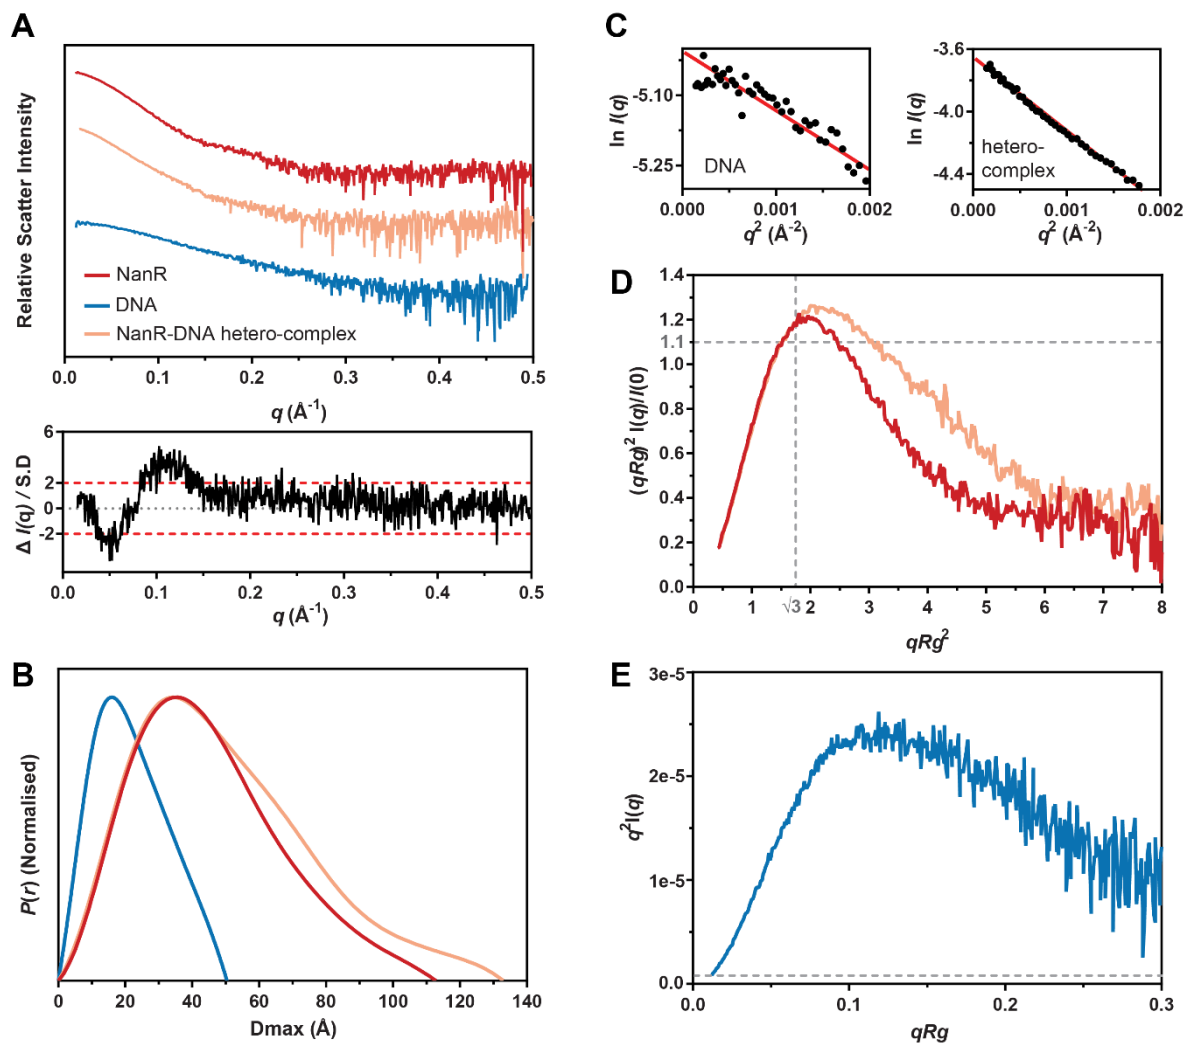 A
Relative Scatter Intensity
NanR
DNA
NanR-DNA hetero-complex
0.0 0.1 0.2 0.3 0.4 0.5
q (Å-1)
Δ I(q) / S.D
6
2
0
-2
0.0 0.1 0.2 0.3 0.4 0.5
q (Å-1)
B
P(r) (Normalised)
0 20 40 60 80 100 120 140
Dmax (Å)
C
ln I(q)
-5.10
-5.25
DNA
0.000 0.001 0.002
q2 (Å-2)
ln I(q)
-3.6
-4.0
-4.4
hetero-
complex
0.000 0.001 0.002
q2 (Å-2)
D
(qRg)2 I(q)/I(0)
1.4
1.2
1.1
1.0
0.8
0.6
0.4
0.2
0.0
0 1 √3 2 3 4 5 6 7 8
qRg2
E
q2I(q)
3e-5
2e-5
1e-5
0.0
0.0 0.1 0.2 0.3
qRg